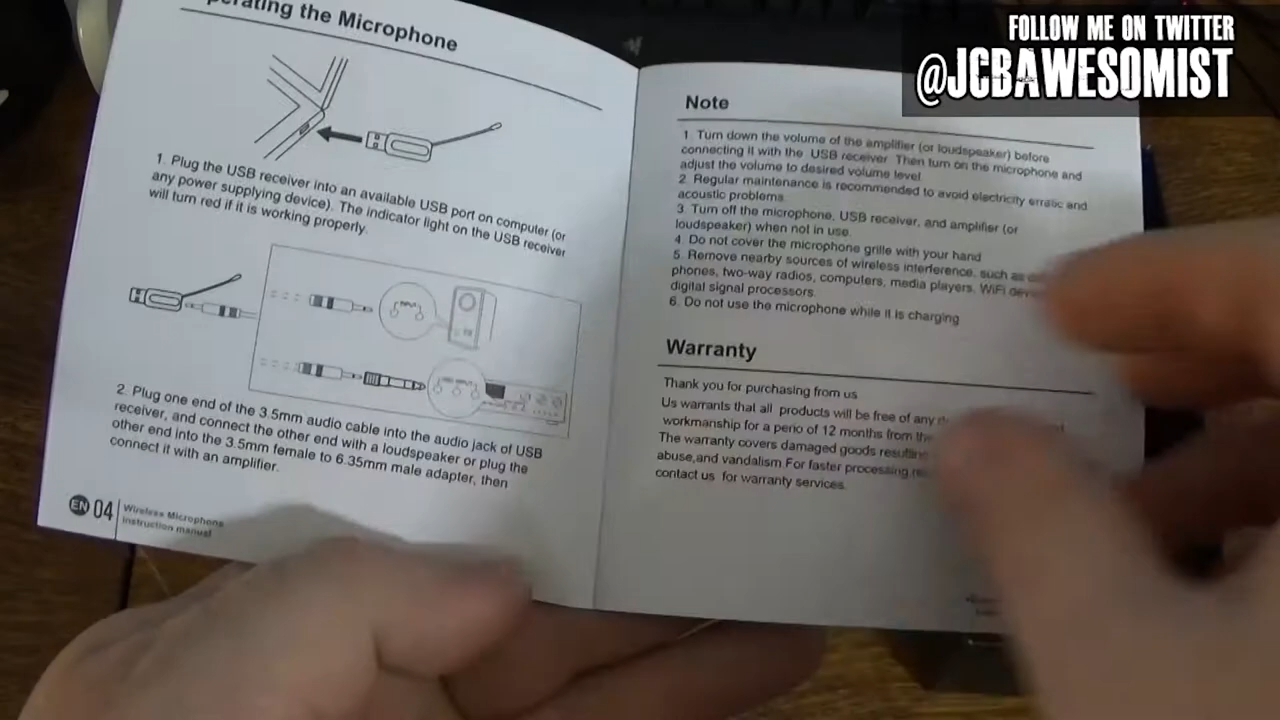 FOLLOW ME ON TWITTER
@JCBAWESOMIST
the Microphone
1. Plug the USB receiver into an available USB port on computer (or
any power supplying device). The indicator light on the USB receiver
will turn red if it is working properly.
INPUT
2. Plug one end of the 3.5mm audio cable into the audio jack of USB
receiver, and connect the other end with a loudspeaker or plug the
other end into the 3.5mm female to 6.35mm male adapter, then
connect it with an amplifier.
EN 04
Wireless Microphone
instruction manual
Note
1. Turn down the volume of the amplifier (or loudspeaker) before
connecting it with the USB receiver. Then turn on the microphone and
adjust the volume to desired volume level
2. Regular maintenance is recommended to avoid electricity erratic and
acoustic problems.
3. Turn off the microphone, USB receiver, and amplifier (or
loudspeaker) when not in use.
4. Do not cover the microphone grille with your hand
5. Remove nearby sources of wireless interference, such as
phones, two-way radios, computers, media players, WiFi
digital signal processors.
6. Do not use the microphone while it is charging
Warranty
Thank you for purchasing from us
Us warrants that all products will be free of any
workmanship for a perio of 12 months from the
The warranty covers damaged goods
abuse,and vandalism.For faster processing,
contact us for warranty services.